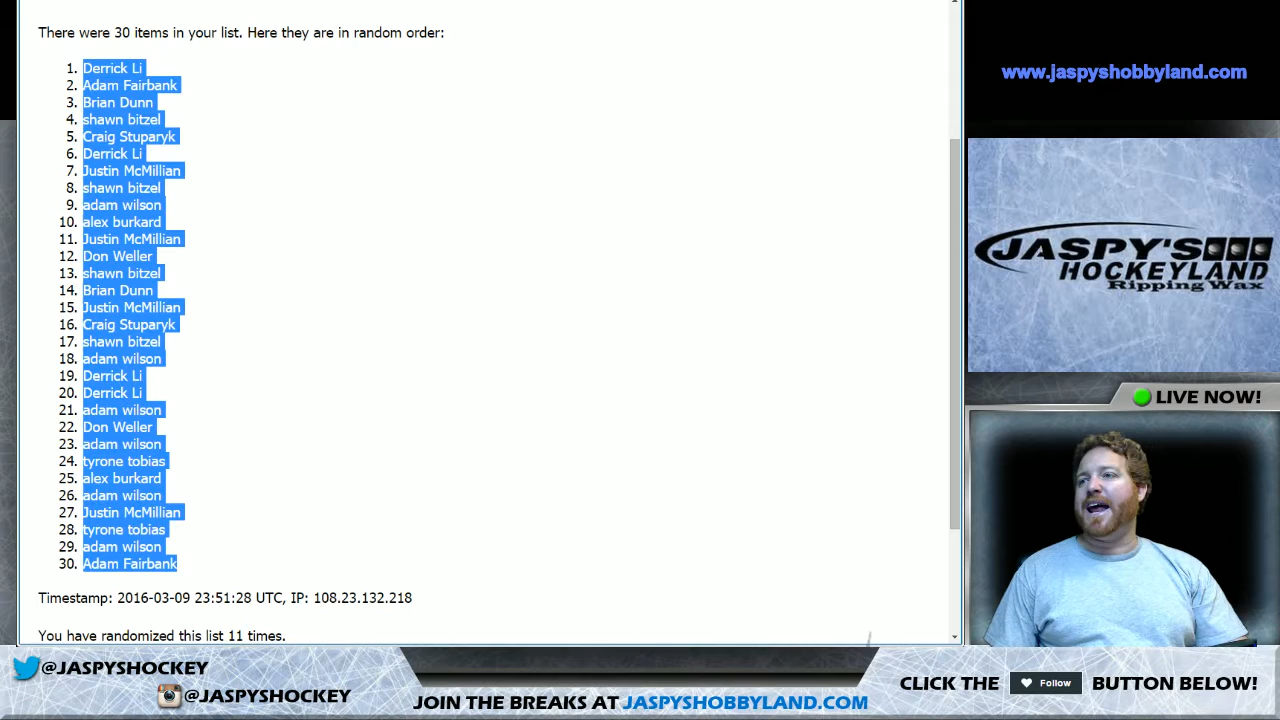 There were 30 items in your list. Here they are in random order:
1. Derrick Li
2. Adam Fairbank
3. Brian Dunn
4. shawn bitzel
5. Craig Stuparyk
6. Derrick Li
7. Justin McMillian
8. shawn bitzel
9. adam wilson
10. alex burkard
11. Justin McMillian
12. Don Weller
13. shawn bitzel
14. Brian Dunn
15. Justin McMillian
16. Craig Stuparyk
17. shawn bitzel
18. adam wilson
19. Derrick Li
20. Derrick Li
21. adam wilson
22. Don Weller
23. adam wilson
24. tyrone tobias
25. alex burkard
26. adam wilson
27. Justin McMillian
28. tyrone tobias
29. adam wilson
30. Adam Fairbank
Timestamp: 2016-03-09 23:51:28 UTC, IP: 108.23.132.218
You have randomized this list 11 times.
www.jaspyshobbyland.com
JASPY'S
HOCKEYLAND
Ripping Wax
LIVE NOW!
@JASPYSHOCKEY
@JASPYSHOCKEY
JOIN THE BREAKS AT JASPYSHOBBYLAND.COM
CLICK THE Follow BUTTON BELOW!